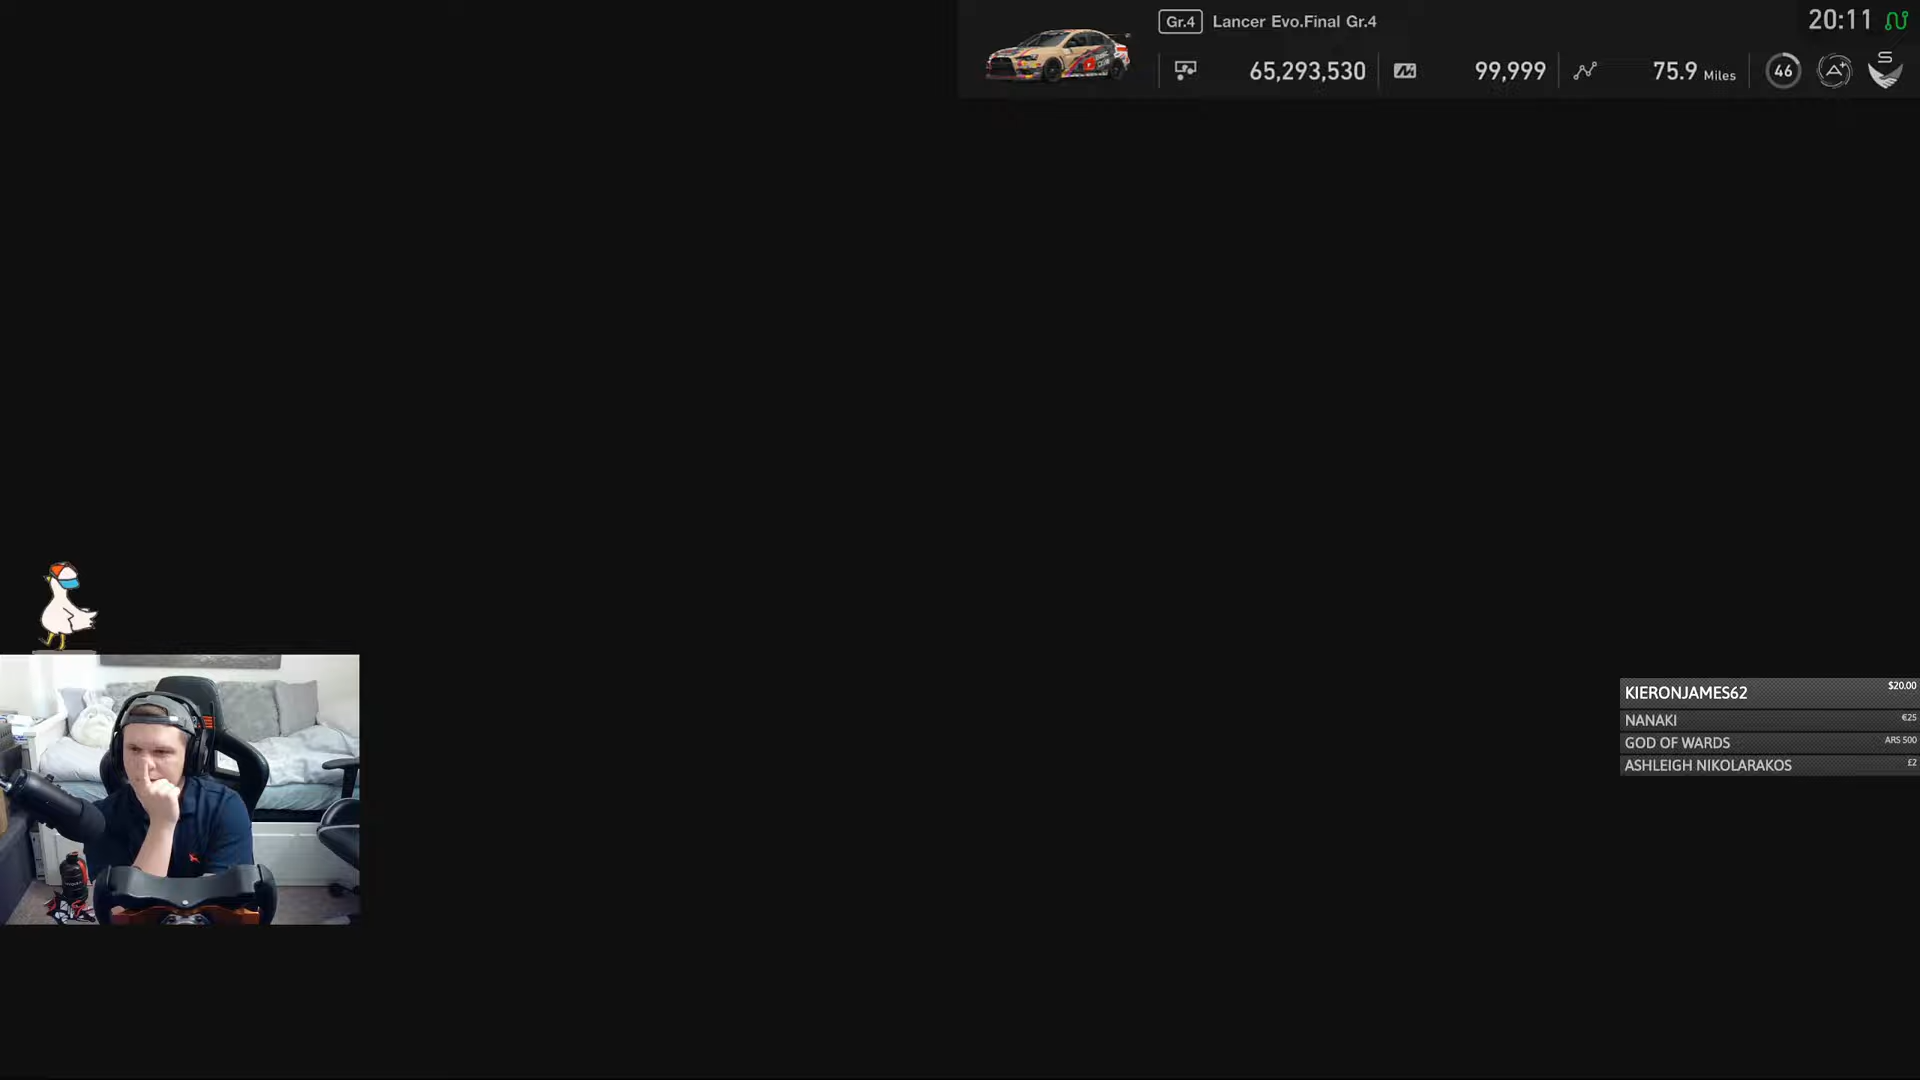 Gr.4 Lancer Evo.Final Gr.4
20:11
65,293,530
99,999
75.9 Miles
46
A+
S
KIERONJAMES62 $20.00
NANAKI €25
GOD OF WARDS ARS 500
ASHLEIGH NIKOLARAKOS £2